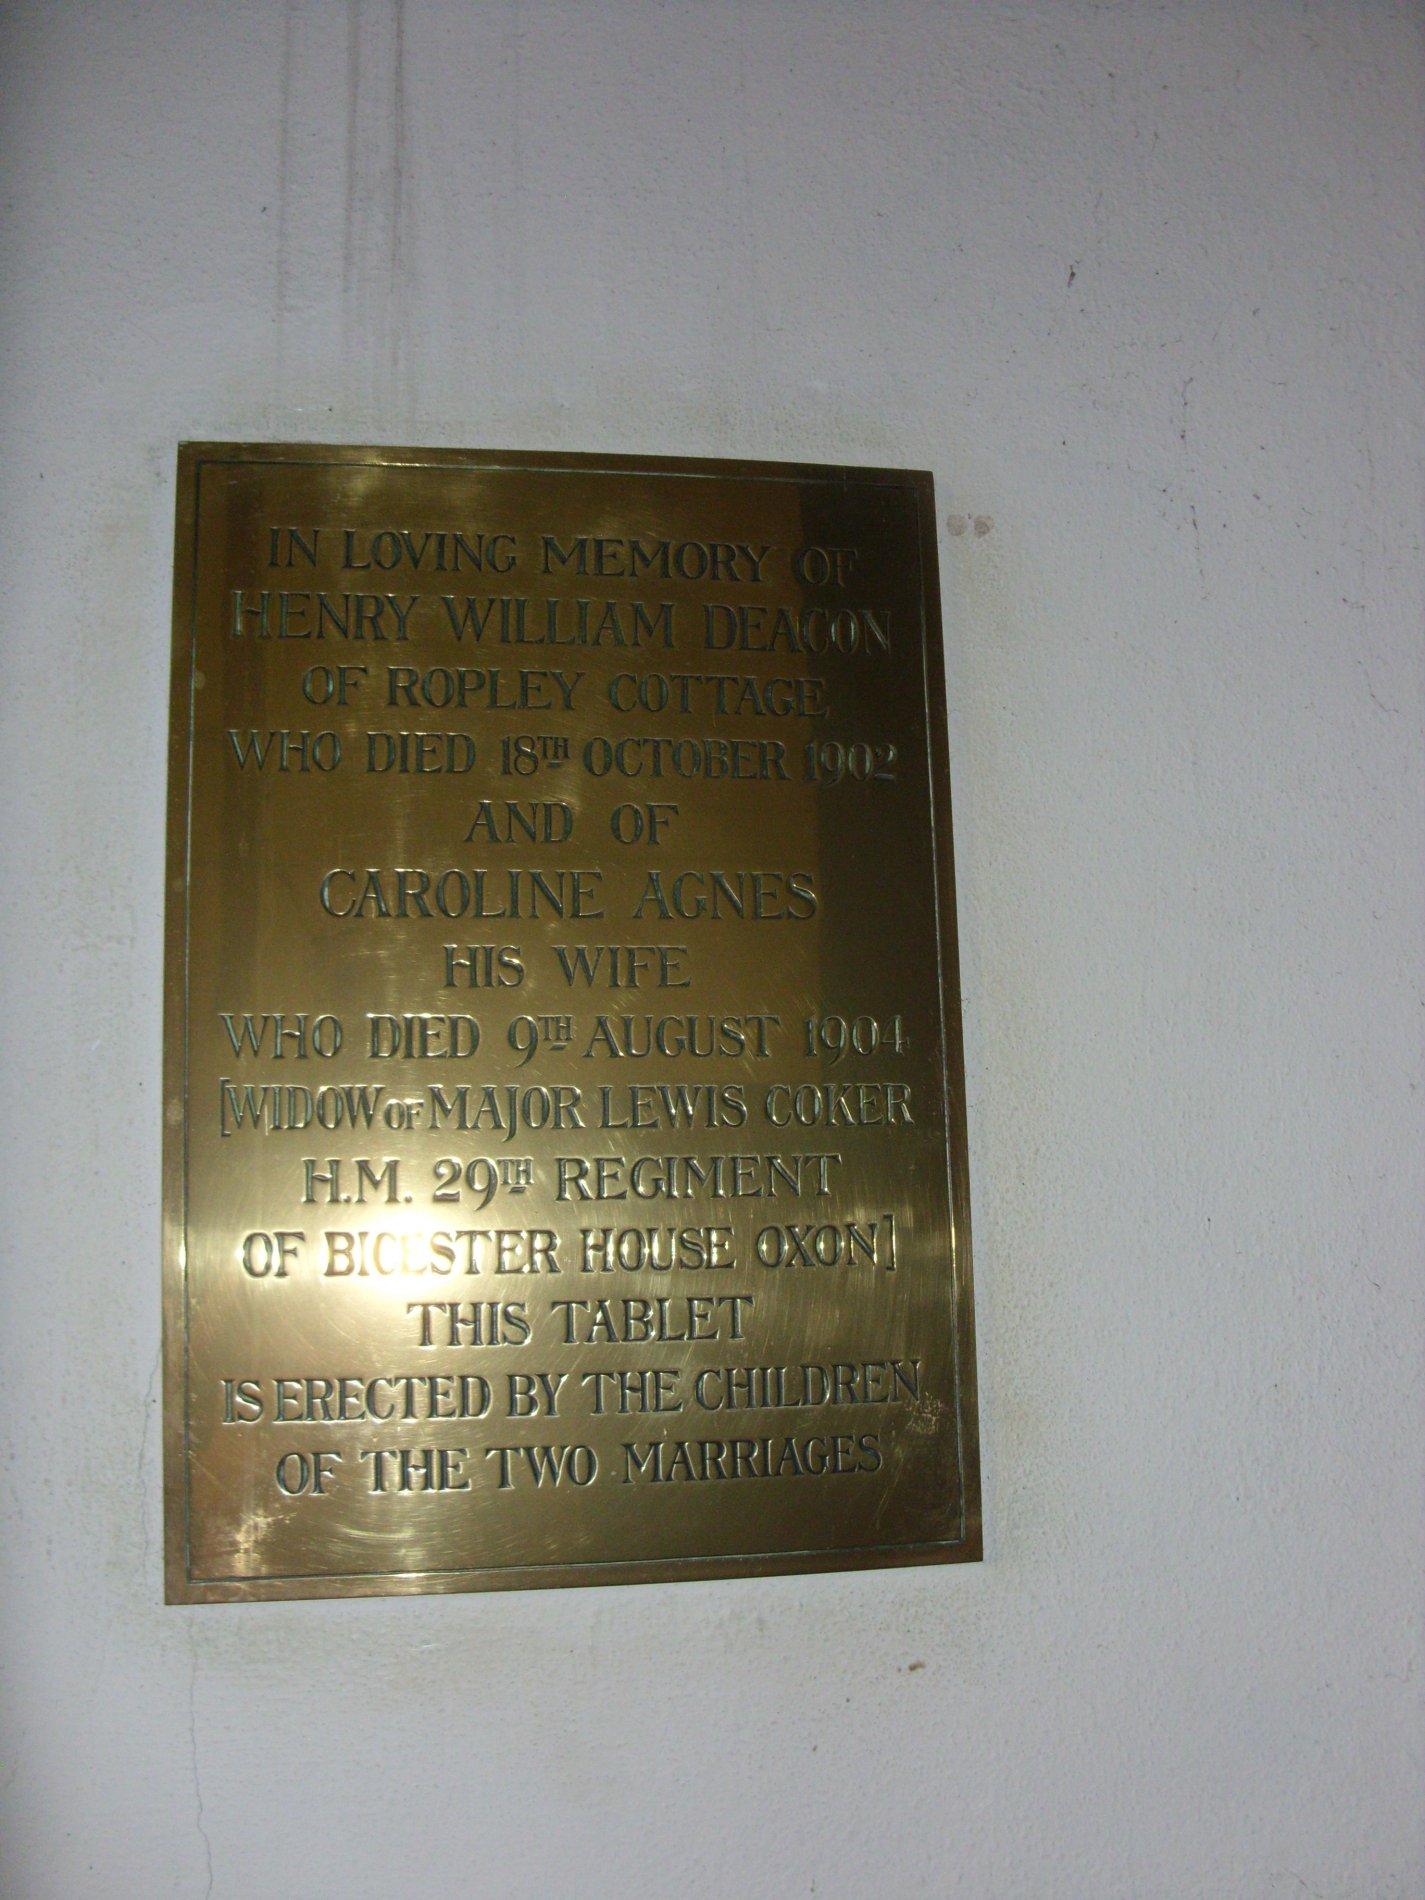 IN LOVING MEMORY OF
HENRY WILLIAM DEACON
OF ROPLEY COTTAGE
WHO DIED 18TH OCTOBER 1902
AND OF
CAROLINE AGNES
HIS WIFE
WHO DIED 9TH AUGUST 1904
[WIDOW OF MAJOR LEWIS COKER
H.M. 29TH REGIMENT
OF BICESTER HOUSE OXON]
THIS TABLET
IS ERECTED BY THE CHILDREN
OF THE TWO MARRIAGES